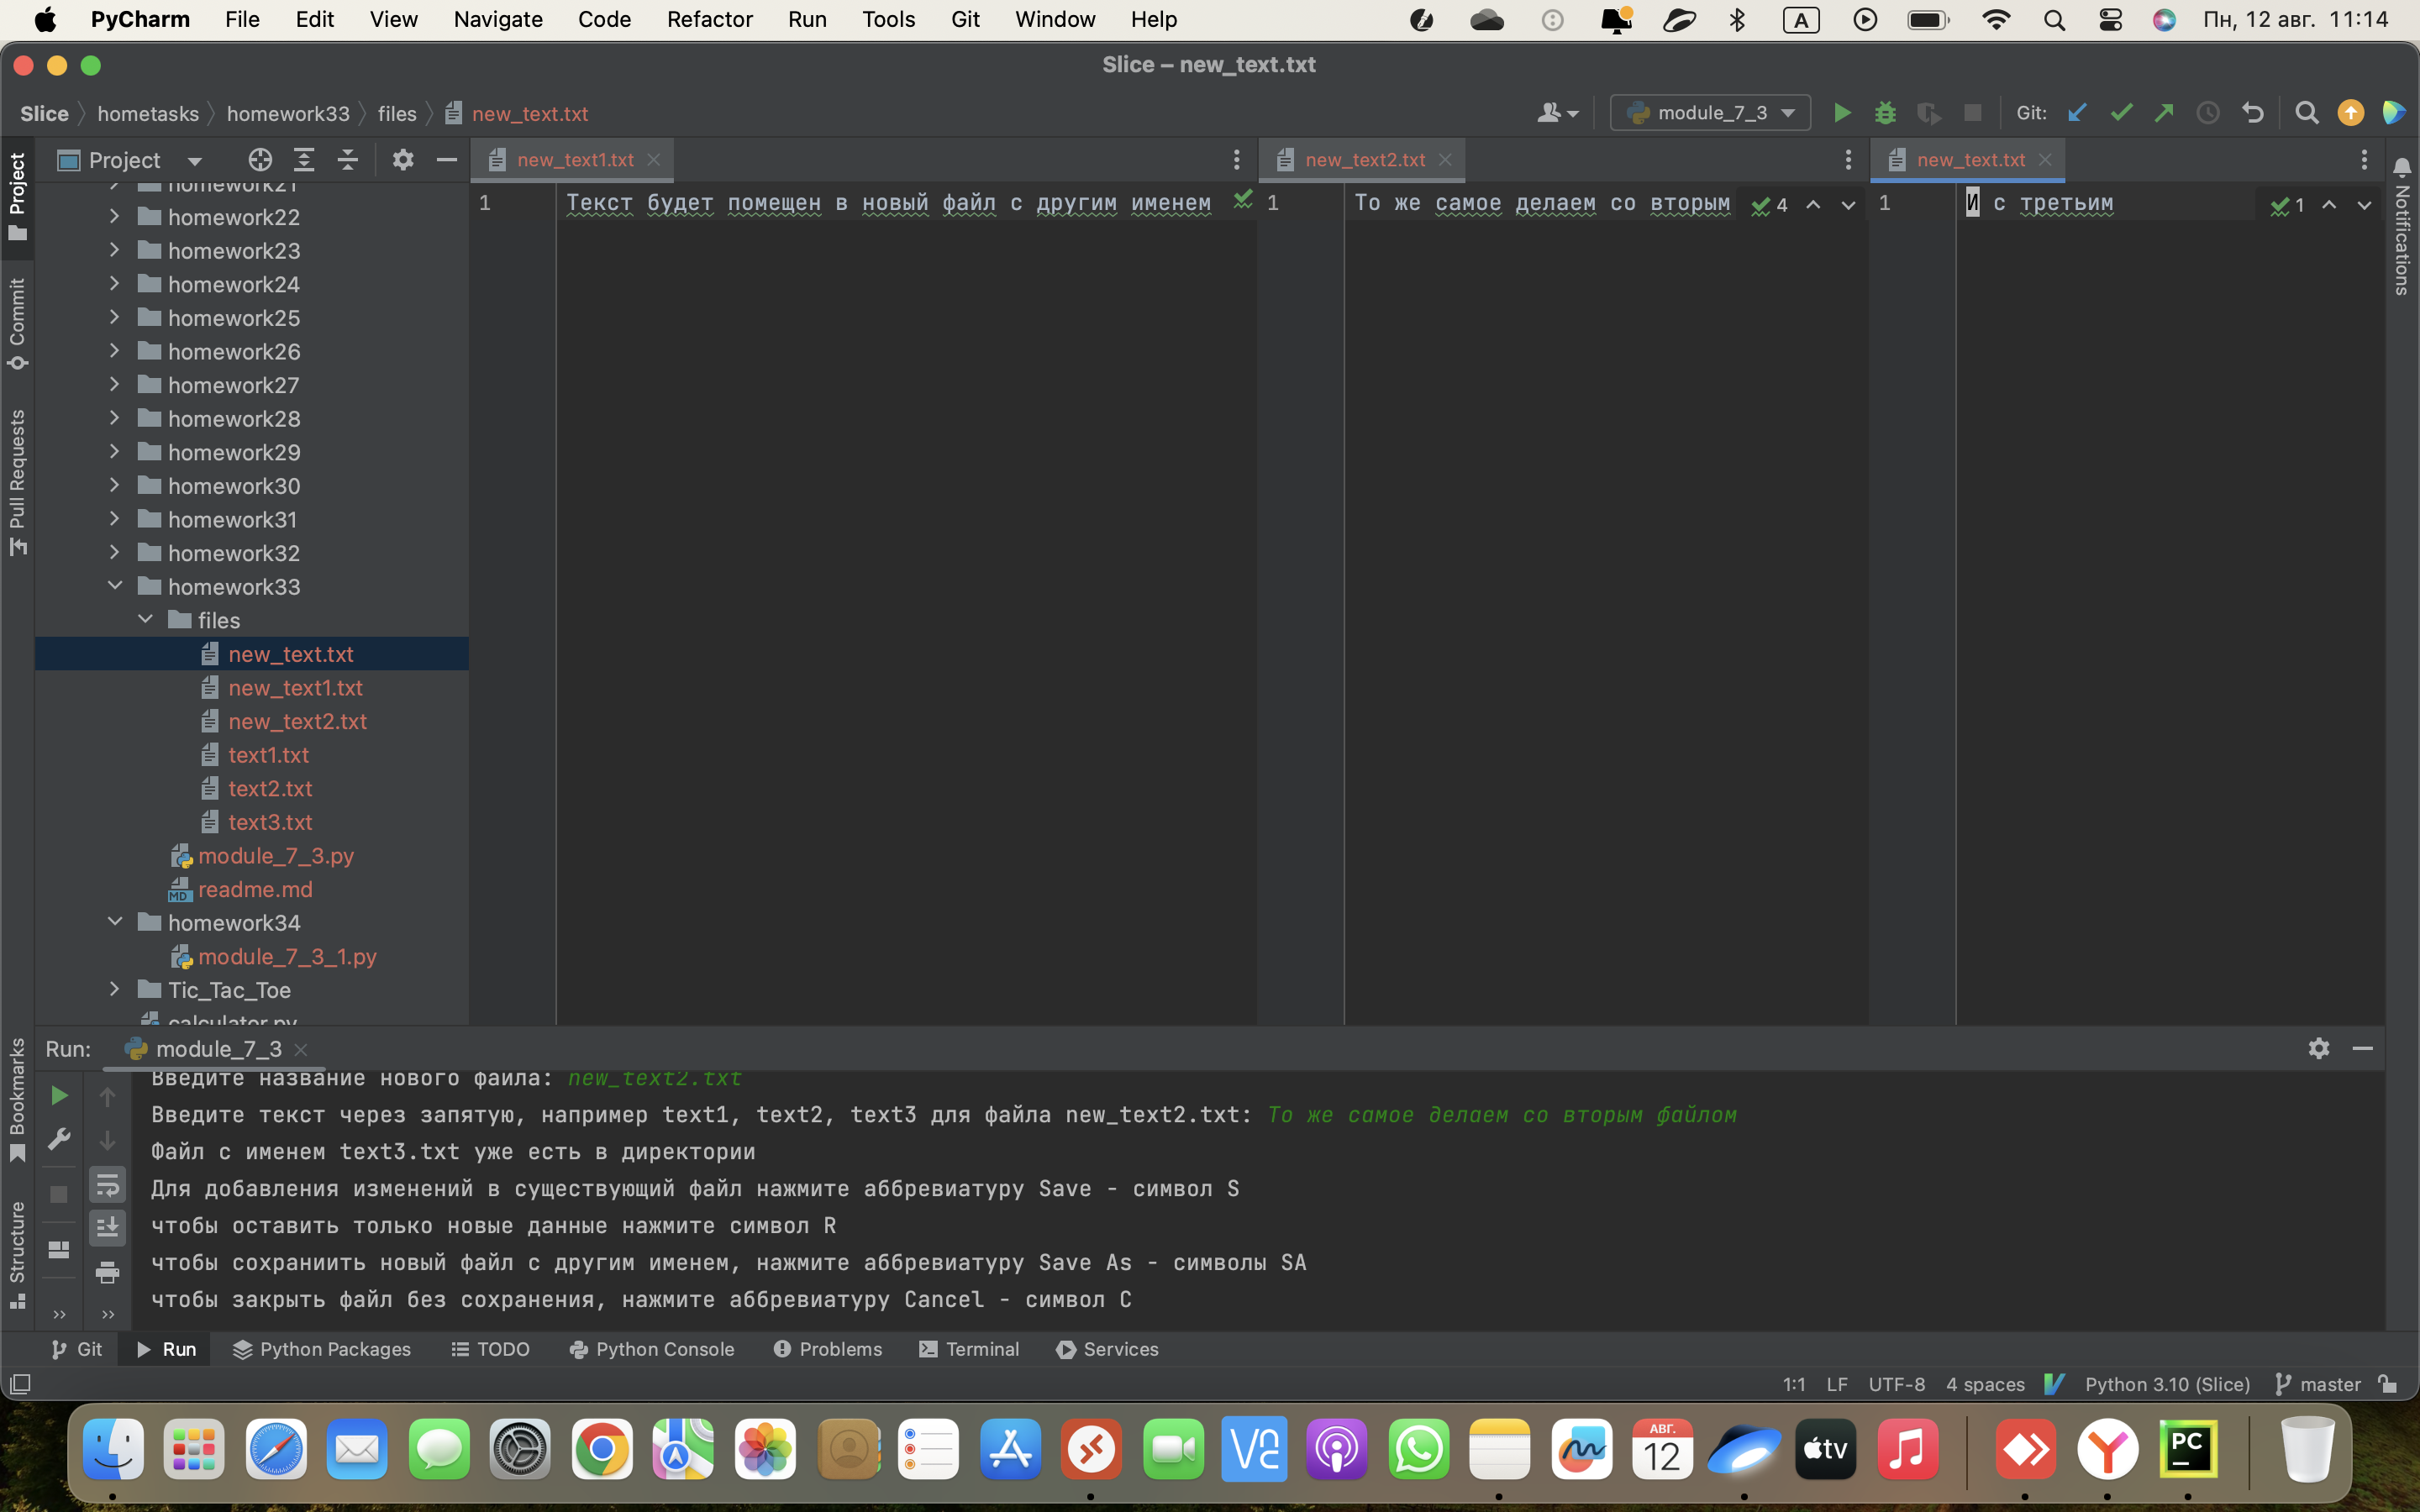 PyCharm File Edit View Navigate Code Refactor Run Tools Git Window Help A Пн, 12 авг. 11:14
Slice – new_text.txt
Slice hometasks homework33 files new_text.txt module_7_3 Git:
Project
new_text1.txt new_text2.txt new_text.txt
Project
Commit
Pull Requests
Bookmarks
Structure
Notifications
homework21
homework22
homework23
homework24
homework25
homework26
homework27
homework28
homework29
homework30
homework31
homework32
homework33
files
new_text.txt
new_text1.txt
new_text2.txt
text1.txt
text2.txt
text3.txt
module_7_3.py
MD readme.md
homework34
module_7_3_1.py
Tic_Tac_Toe
calculator.py
1 Текст будет помещен в новый файл с другим именем
1 То же самое делаем со вторым 4
1 И с третьим 1
Run: module_7_3
Введите название нового файла: new_text2.txt
Введите текст через запятую, например text1, text2, text3 для файла new_text2.txt: То же самое делаем со вторым файлом
Файл с именем text3.txt уже есть в директории
Для добавления изменений в существующий файл нажмите аббревиатуру Save - символ S
чтобы оставить только новые данные нажмите символ R
чтобы сохраниить новый файл с другим именем, нажмите аббревиатуру Save As - символы SA
чтобы закрыть файл без сохранения, нажмите аббревиатуру Cancel - символ C
Git Run Python Packages TODO Python Console Problems Terminal Services
1:1 LF UTF-8 4 spaces Python 3.10 (Slice) master
АВГ.
12
tv
PC